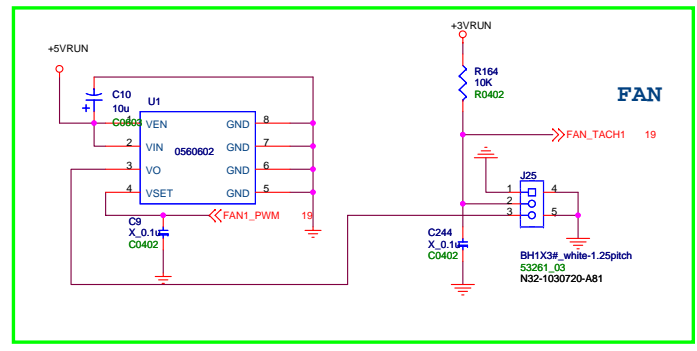 +5VRUN
+3VRUN
C10
10u
C0603
U1
1 VEN GND 8
2 VIN GND 7
0560602
3 VO GND 6
4 VSET GND 5
FAN1_PWM 19
C9
X_0.1u
C0402
R164
10K
R0402
FAN
FAN_TACH1 19
J25
1 4
2
3 5
C244
X_0.1u
C0402
BH1X3#_white-1.25pitch
53261_03
N32-1030720-A81